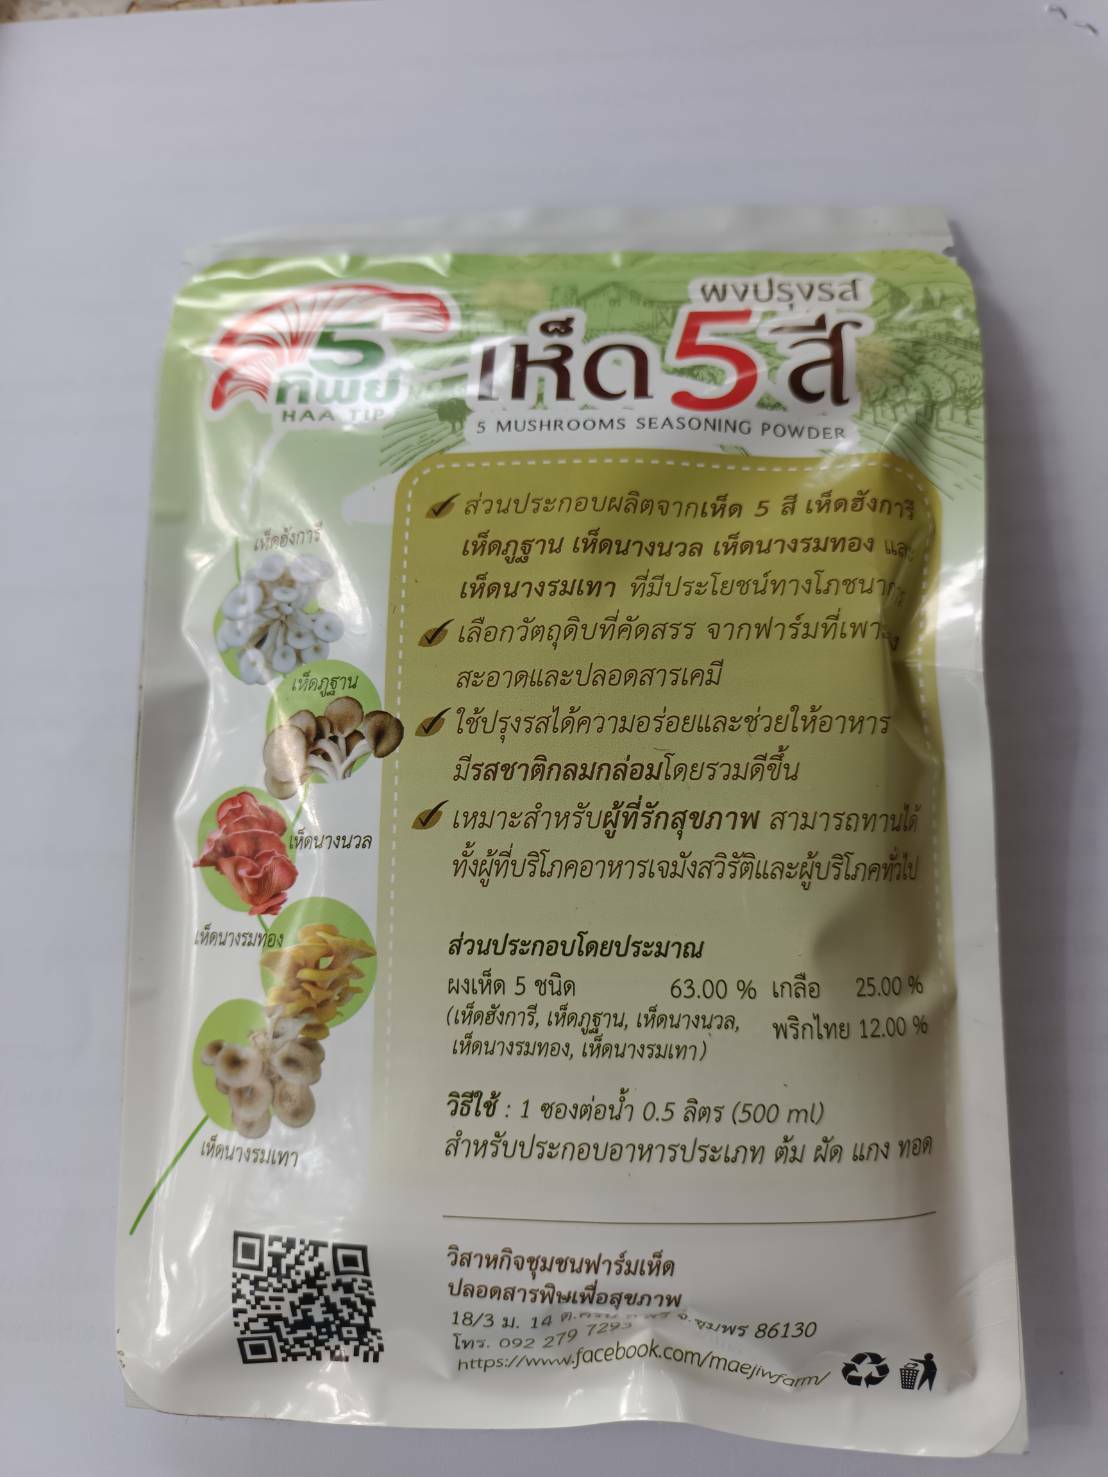 5
ทิพย์
HAA TIP
ผงปรุงรส
เห็ด 5 สี
5 MUSHROOMS SEASONING POWDER
ส่วนประกอบผลิตจากเห็ด 5 สี เห็ดฮังการี
เห็ดภูฐาน เห็ดนางนวล เห็ดนางรมทอง และ
เห็ดนางรมเทา ที่มีประโยชน์ทางโภชนาการ
เลือกวัตถุดิบที่คัดสรร จากฟาร์มที่เพาะ
สะอาดและปลอดสารเคมี
ใช้ปรุงรสได้ความอร่อยและช่วยให้อาหาร
มีรสชาติกลมกล่อมโดยรวมดีขึ้น
เหมาะสำหรับผู้ที่รักสุขภาพ สามารถทานได้
ทั้งผู้ที่บริโภคอาหารเจมังสวิรัติและผู้บริโภคทั่วไป
เห็ดฮังการี
เห็ดภูฐาน
เห็ดนางนวล
เห็ดนางรมทอง
เห็ดนางรมเทา
ส่วนประกอบโดยประมาณ
ผงเห็ด 5 ชนิด 63.00 % เกลือ 25.00 %
(เห็ดฮังการี, เห็ดภูฐาน, เห็ดนางนวล, พริกไทย 12.00 %
เห็ดนางรมทอง, เห็ดนางรมเทา)
วิธีใช้ : 1 ซองต่อน้ำ 0.5 ลิตร (500 ml)
สำหรับประกอบอาหารประเภท ต้ม ผัด แกง ทอด
วิสาหกิจชุมชนฟาร์มเห็ด
ปลอดสารพิษเพื่อสุขภาพ
18/3 ม. 14 จ.ชุมพร 86130
โทร. 092 279 7293
https://www.facebook.com/maejiwfarm/